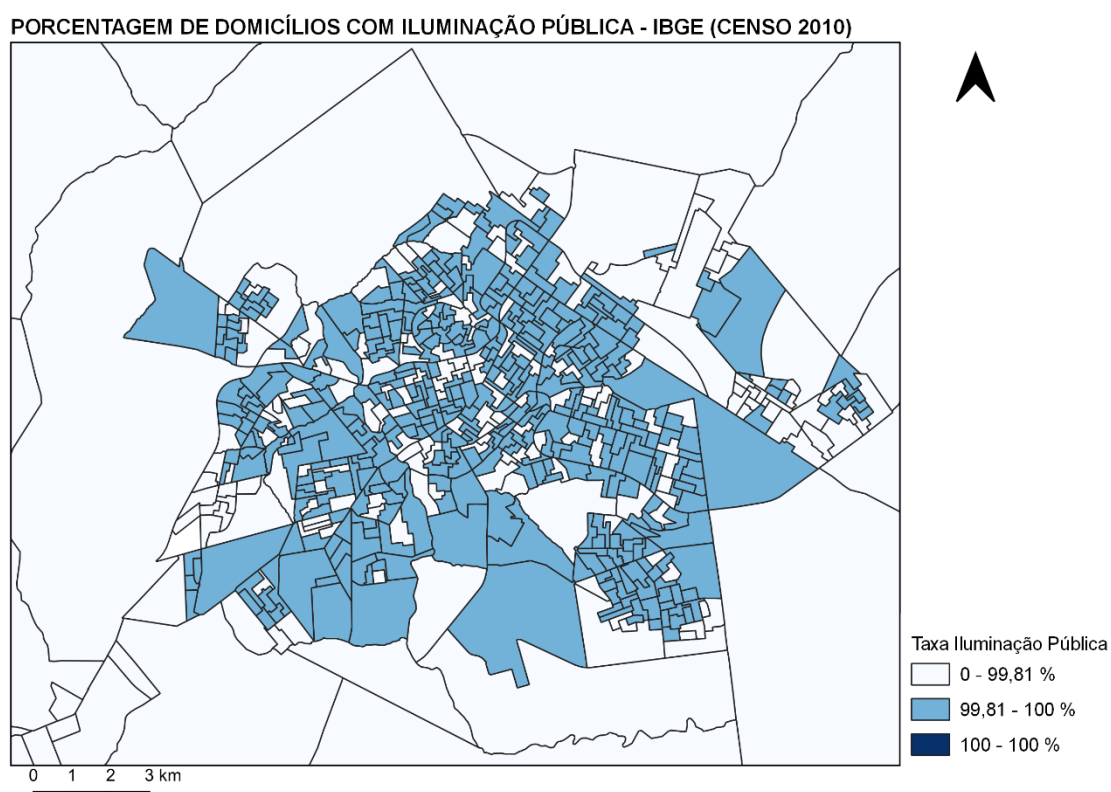 PORCENTAGEM DE DOMICÍLIOS COM ILUMINAÇÃO PÚBLICA - IBGE (CENSO 2010)
Taxa Iluminação Pública
0 - 99,81 %
99,81 - 100 %
100 - 100 %
0 1 2 3 km